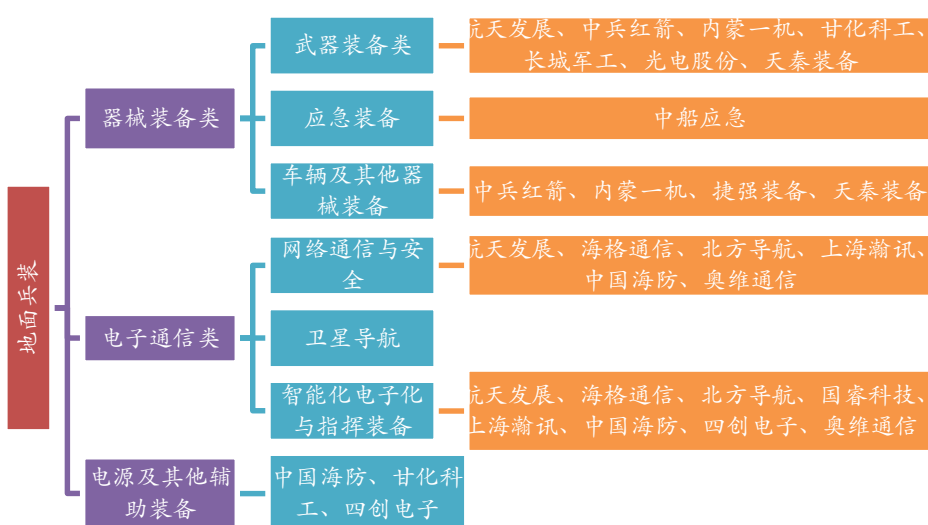 地面兵装
器械装备类
武器装备类
航天发展、中兵红箭、内蒙一机、甘化科工、
长城军工、光电股份、天秦装备
应急装备
中船应急
车辆及其他器
械装备
中兵红箭、内蒙一机、捷强装备、天秦装备
电子通信类
网络通信与安
全
航天发展、海格通信、北方导航、上海瀚讯、
中国海防、奥维通信
卫星导航
智能化电子化
与指挥装备
航天发展、海格通信、北方导航、国睿科技、
上海瀚讯、中国海防、四创电子、奥维通信
电源及其他辅
助装备
中国海防、甘化科
工、四创电子